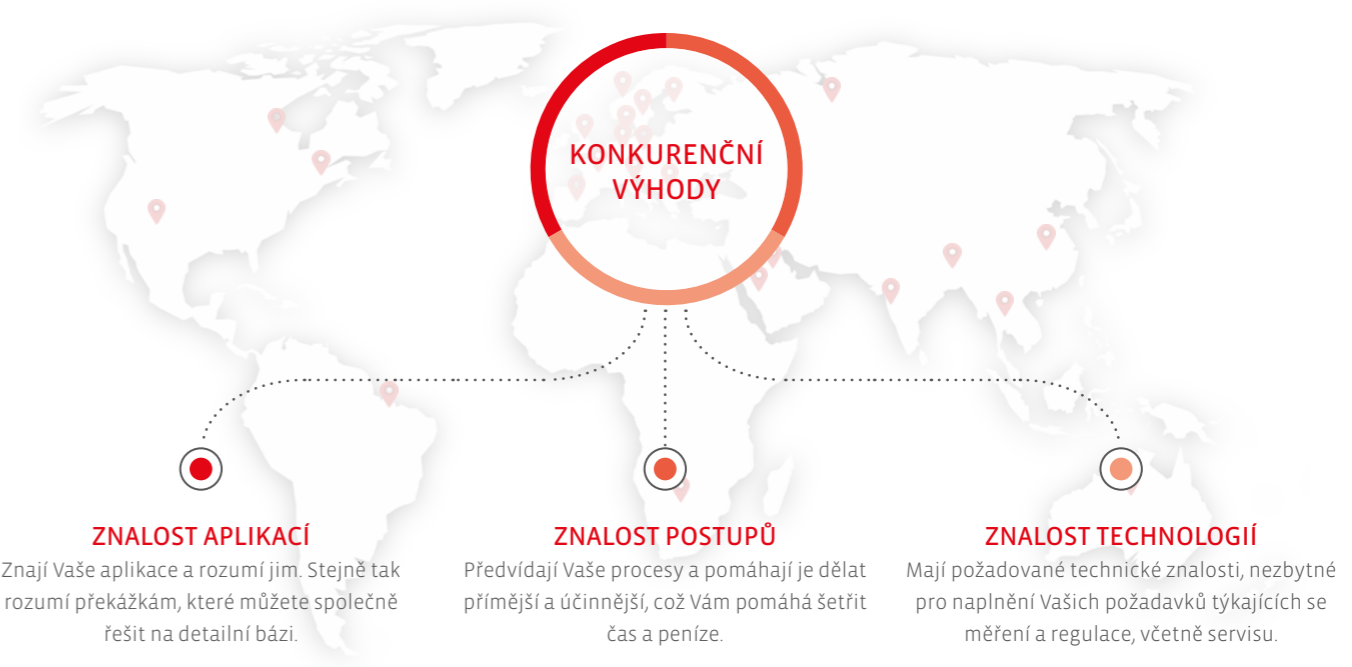 KONKURENČNÍ
VÝHODY
ZNALOST APLIKACÍ
Znají Vaše aplikace a rozumí jim. Stejně tak
rozumí překážkám, které můžete společně
řešit na detailní bázi.
ZNALOST POSTUPŮ
Předvídají Vaše procesy a pomáhají je dělat
přímější a účinnější, což Vám pomáhá šetřit
čas a peníze.
ZNALOST TECHNOLOGIÍ
Mají požadované technické znalosti, nezbytné
pro naplnění Vašich požadavků týkajících se
měření a regulace, včetně servisu.